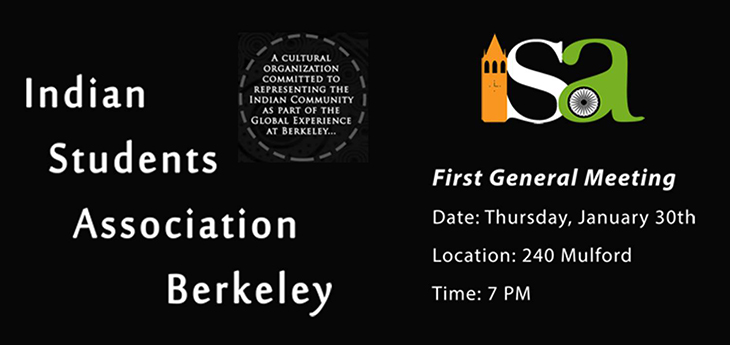 Indian
Students
Association
Berkeley
A CULTURAL
ORGANIZATION
COMMITTED TO
REPRESENTING THE
INDIAN COMMUNITY
AS PART OF THE
GLOBAL EXPERIENCE
AT BERKELEY...
isa
First General Meeting
Date: Thursday, January 30th
Location: 240 Mulford
Time: 7 PM